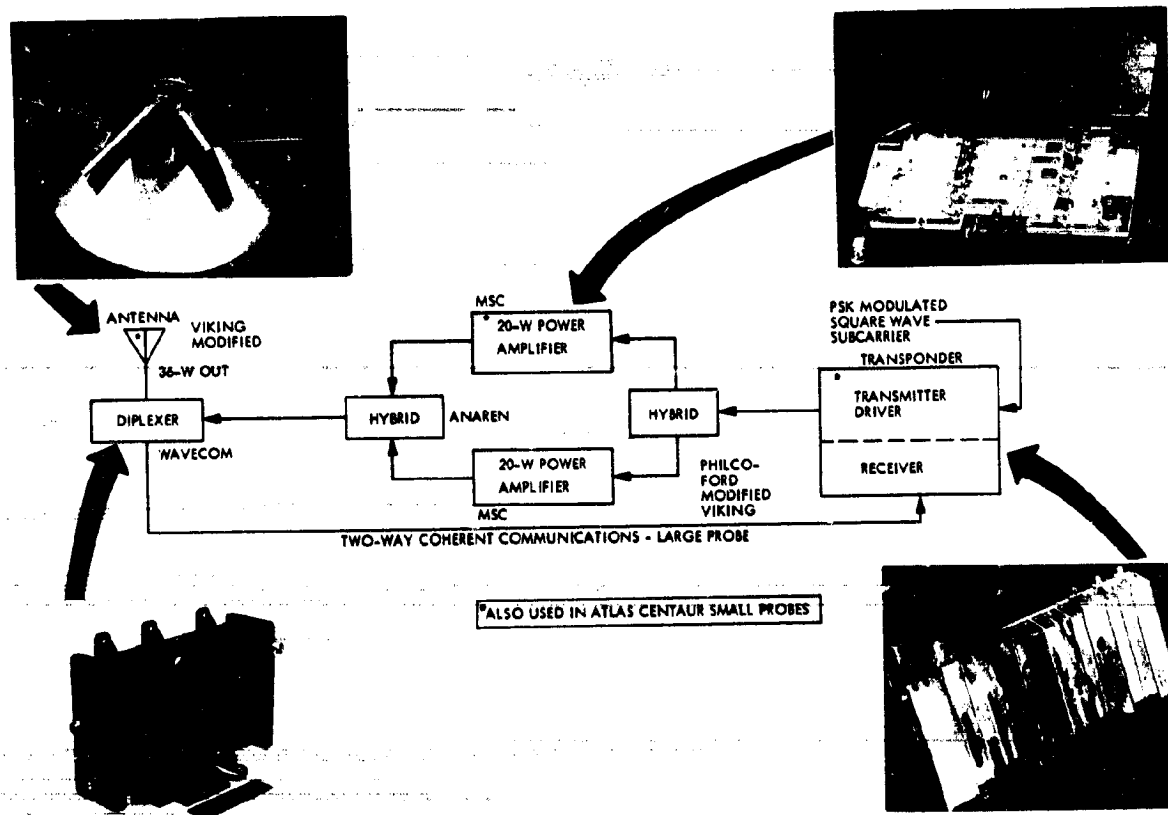 ANTENNA
VIKING
MODIFIED
36-W OUT
DIPLEXER
WAVECOM
HYBRID
ANAREN
MSC
* 20-W POWER
AMPLIFIER
20-W POWER
AMPLIFIER
MSC
HYBRID
PHILCO-
FORD
MODIFIED
VIKING
PSK MODULATED
SQUARE WAVE
SUBCARRIER
TRANSPONDER
*
TRANSMITTER
DRIVER
RECEIVER
TWO-WAY COHERENT COMMUNICATIONS - LARGE PROBE
*ALSO USED IN ATLAS CENTAUR SMALL PROBES